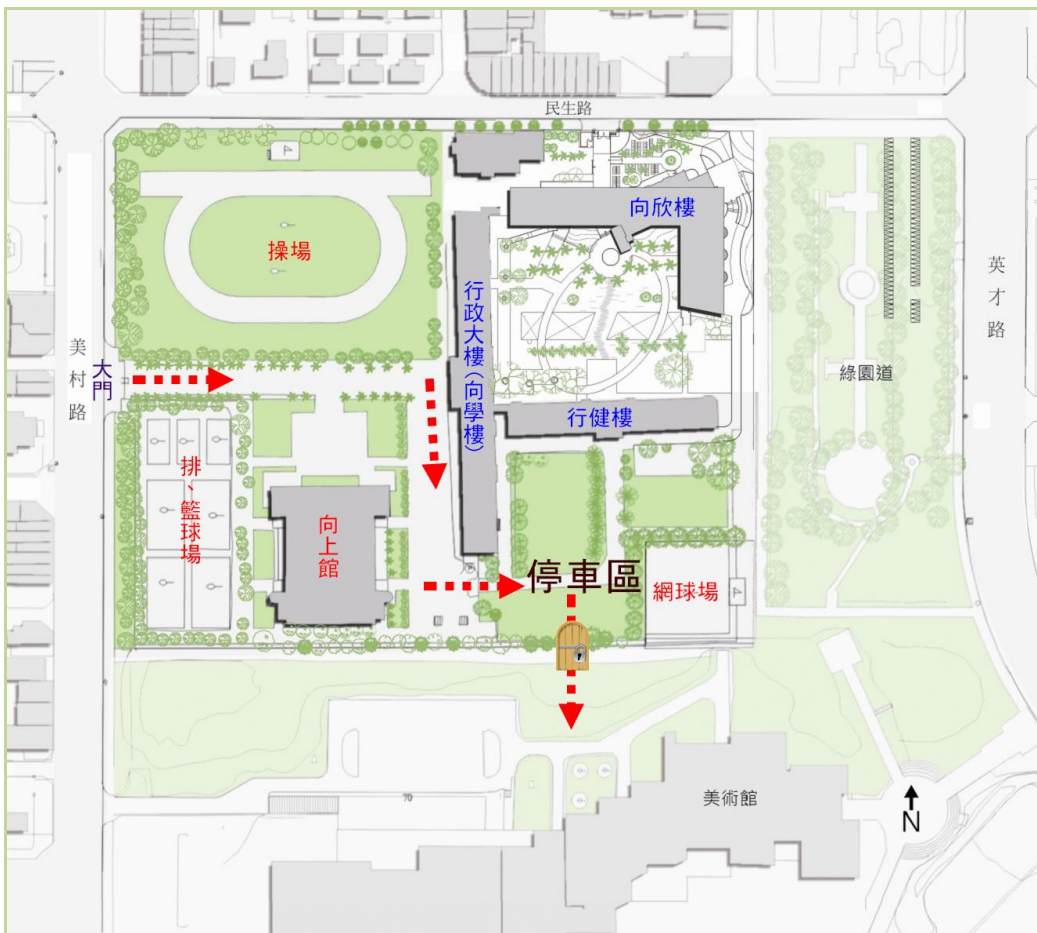 民生路
向欣樓
操場
英才路
行政大樓(向學樓)
美村路
大門
綠園道
行健樓
排、籃球場
向上館
停車區
網球場
美術館
70
N